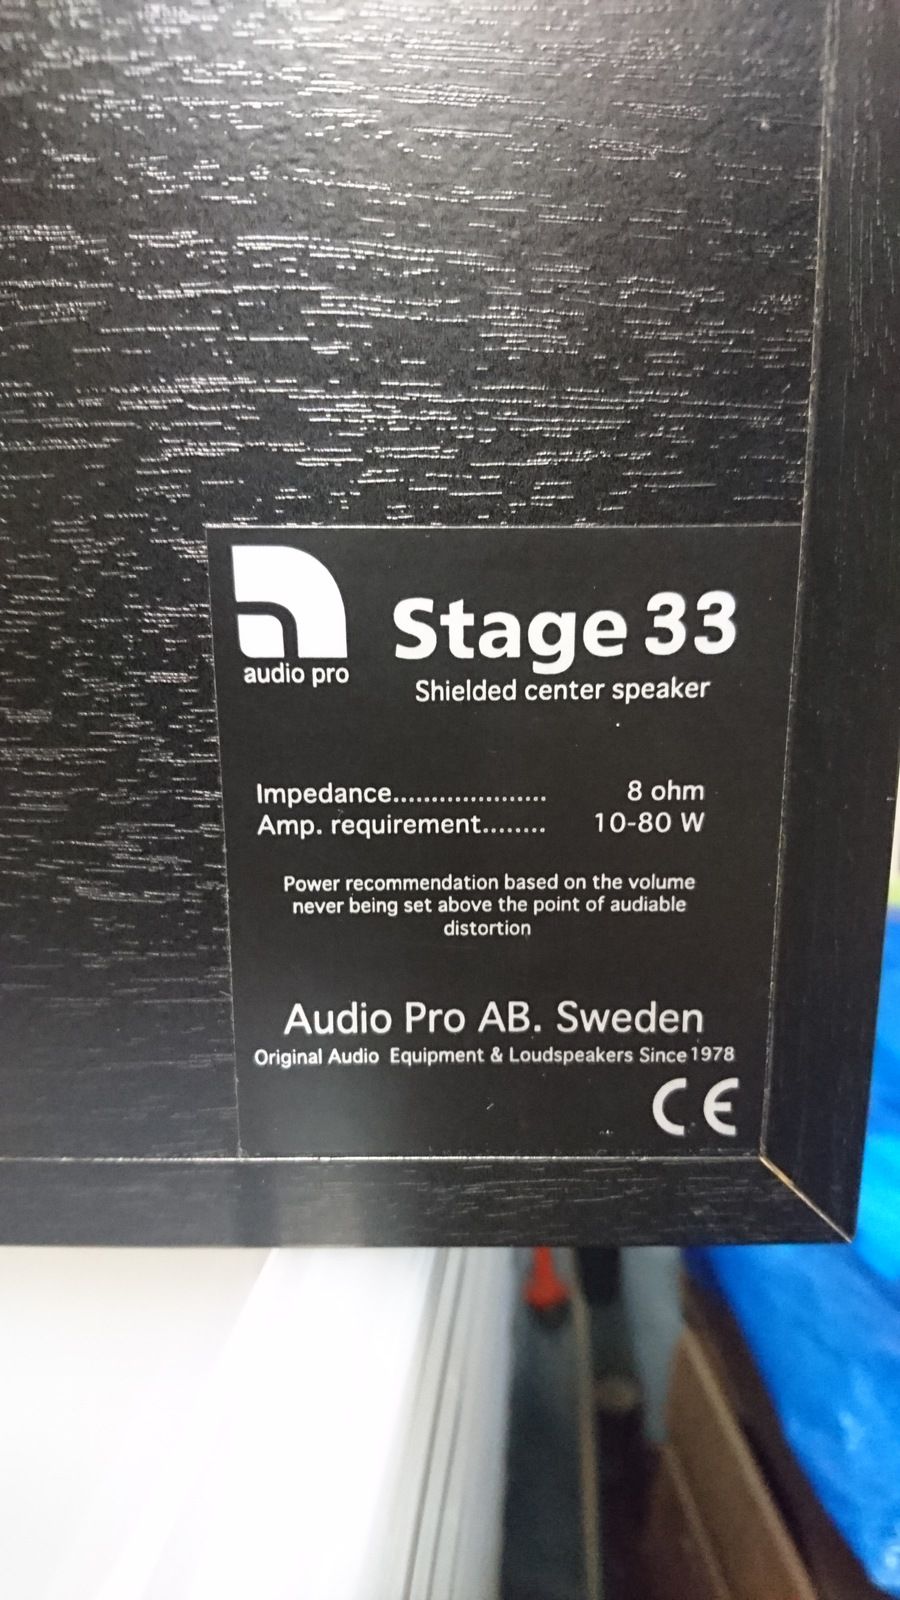 audio pro
Stage 33
Shielded center speaker
Impedance..................... 8 ohm
Amp. requirement........ 10-80 W
Power recommendation based on the volume
never being set above the point of audiable
distortion
Audio Pro AB. Sweden
Original Audio Equipment & Loudspeakers Since 1978
CE